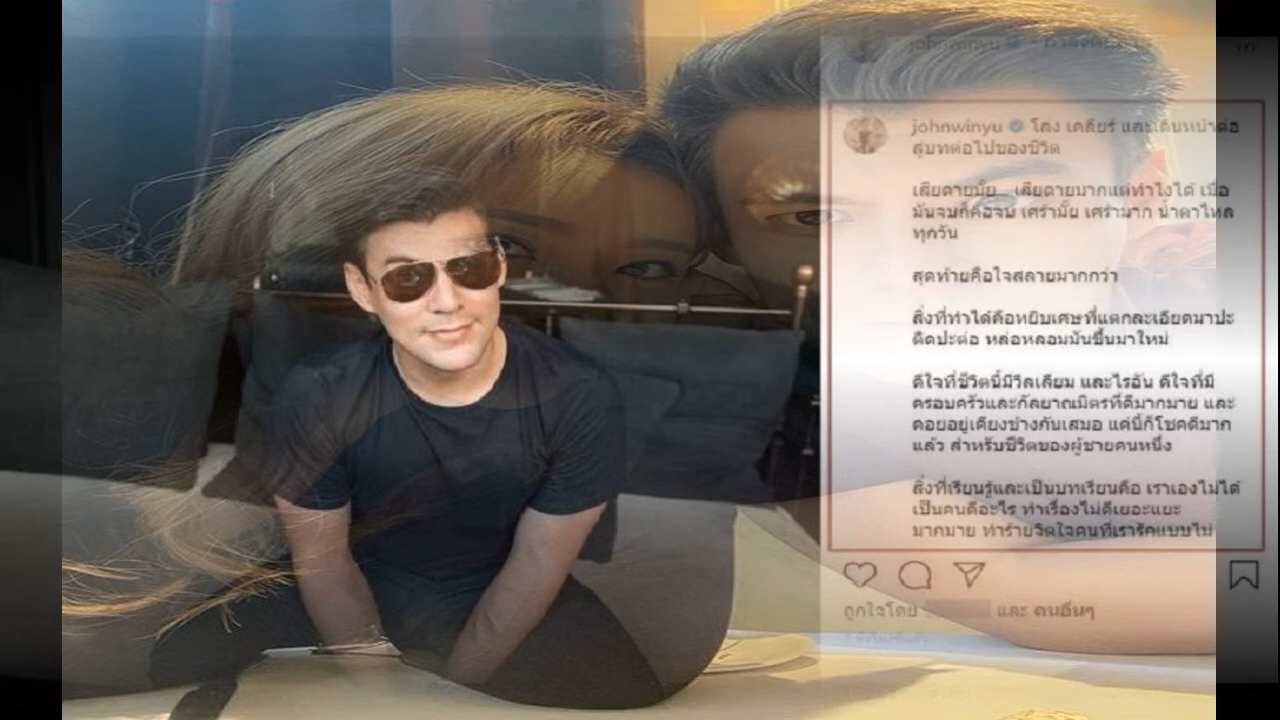 johnwinyu
johnwinyu โล่ง เคลียร์ และเดินหน้าต่อ
สู่บทต่อไปของชีวิต
เสียดายมั้ย... เสียดายมากแต่ทำไงได้ เมื่อ
มันจบก็คือจบ เศร้ามั้ย เศร้ามาก น้ำตาไหล
ทุกวัน
สุดท้ายคือใจสลายมากกว่า
สิ่งที่ทำได้คือหยิบเศษที่แตกละเอียดมาปะ
ติดปะต่อ หล่อหลอมมันขึ้นมาใหม่
ดีใจที่ชีวิตนี้มีวิลเลียม และไรอัน ดีใจที่มี
ครอบครัวและกัลยาณมิตรที่ดีมากมาย และ
คอยอยู่เคียงข้างกันเสมอ แค่นี้ก็โชคดีมาก
แล้ว สำหรับชีวิตของผู้ชายคนหนึ่ง
สิ่งที่เรียนรู้และเป็นบทเรียนคือ เราเองไม่ได้
เป็นคนดีอะไร ทำเรื่องไม่ดีเยอะแยะ
มากมาย ทำร้ายจิตใจคนที่เรารักแบบไม่
ถูกใจโดย และ คนอื่นๆ